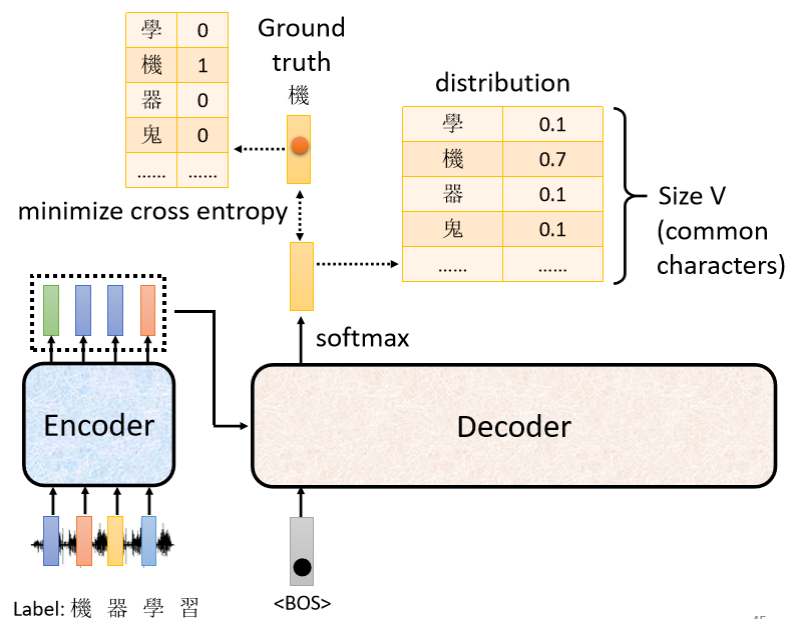 學 0
機 1
器 0
鬼 0
...... ......
Ground
truth
機
distribution
學 0.1
機 0.7
器 0.1
鬼 0.1
...... ......
Size V
(common
characters)
minimize cross entropy
softmax
Encoder
Decoder
<BOS>
Label: 機 器 學 習